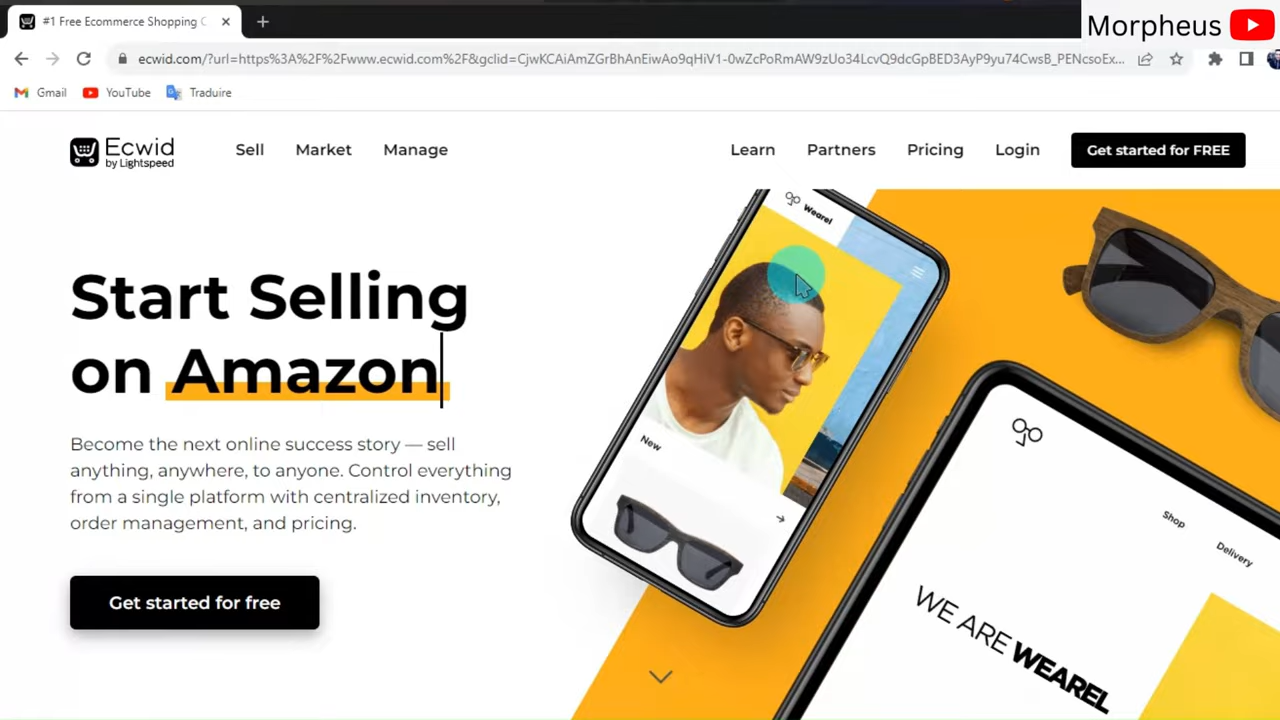 #1 Free Ecommerce Shopping C
Morpheus
ecwid.com/?url=https%3A%2F%2Fwww.ecwid.com%2F&gclid=CjwKCAiAmZGrBhAnEiwAo9qHiV1-0wZcPoRmAW9zUo34LcvQ9dcGpBED3AyP9yu74CwsB_PENcsoEx...
Gmail
YouTube
Traduire
Ecwid
by Lightspeed
Sell
Market
Manage
Learn
Partners
Pricing
Login
Get started for FREE
Start Selling
on Amazon
Become the next online success story — sell
anything, anywhere, to anyone. Control everything
from a single platform with centralized inventory,
order management, and pricing.
Get started for free
Wearel
New
Shop
Delivery
WE ARE WEAREL